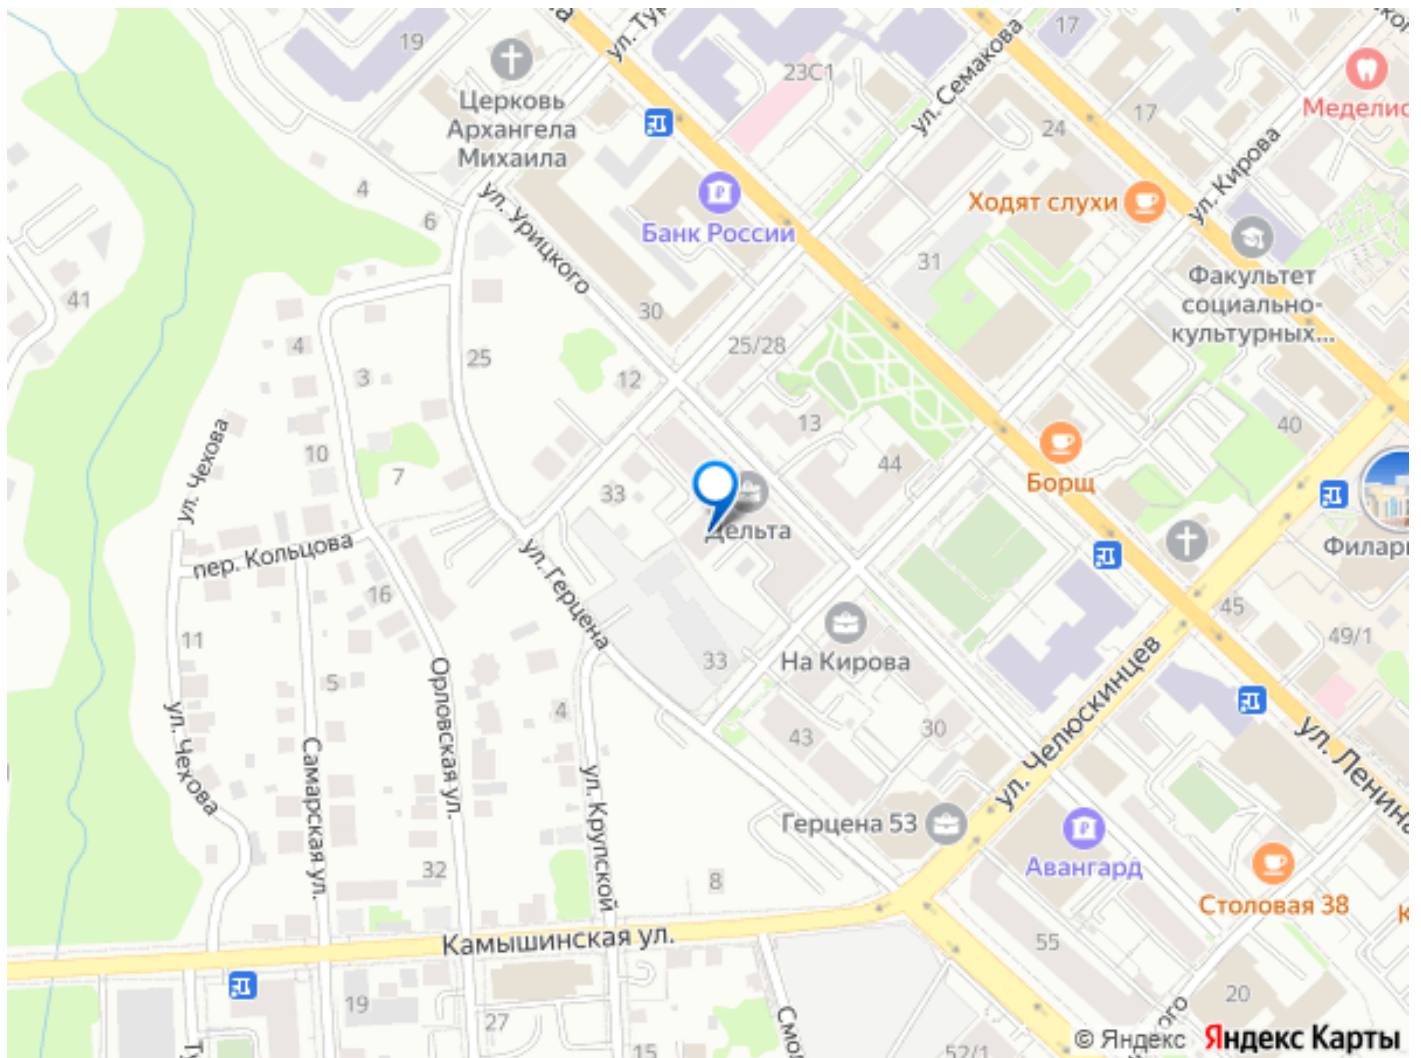 19
Церковь
Архангела
Михаила
23С1
ул. Семакова
17
24
17
Меделис
ул. Кирова
Ходят слухи
4
6
ул. Урицкого
Банк России
31
Факультет
социально-
культурных...
41
30
25/28
4
3
25
12
13
40
10
7
33
44
Борщ
ул. Чехова
Дельта
Филар
пер. Кольцова
ул. Герцена
16
11
45
49/1
33
На Кирова
5
4
Орловская ул.
ул. Челюскинцев
30
43
ул. Чехова
Самарская ул.
ул. Крупской
ул. Ленина
Герцена 53
Авангард
32
8
Столовая 38
К
Камышинская ул.
55
19
27
20
15
52/1
© Яндекс Яндекс Карты